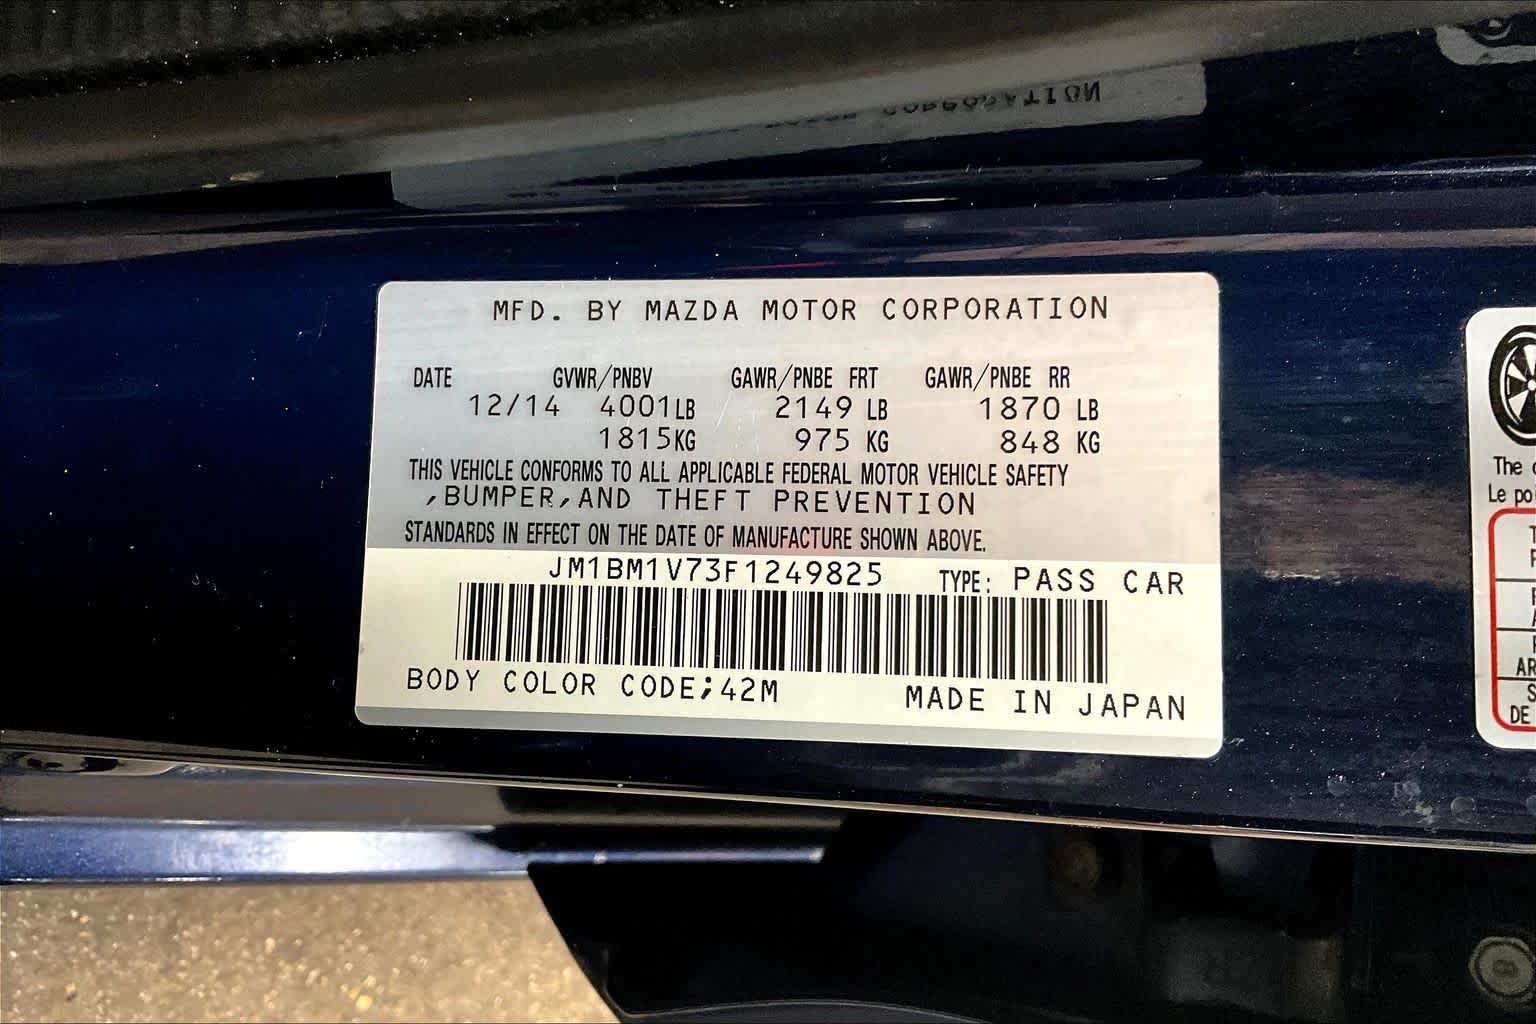 MFD. BY MAZDA MOTOR CORPORATION
DATE GVWR/PNBV GAWR/PNBE FRT GAWR/PNBE RR
12/14 4001LB 2149 LB 1870 LB
1815KG 975 KG 848 KG
THIS VEHICLE CONFORMS TO ALL APPLICABLE FEDERAL MOTOR VEHICLE SAFETY
,BUMPER,AND THEFT PREVENTION
STANDARDS IN EFFECT ON THE DATE OF MANUFACTURE SHOWN ABOVE.
JM1BM1V73F1249825 TYPE: PASS CAR
BODY COLOR CODE;42M MADE IN JAPAN
The
Le
DE